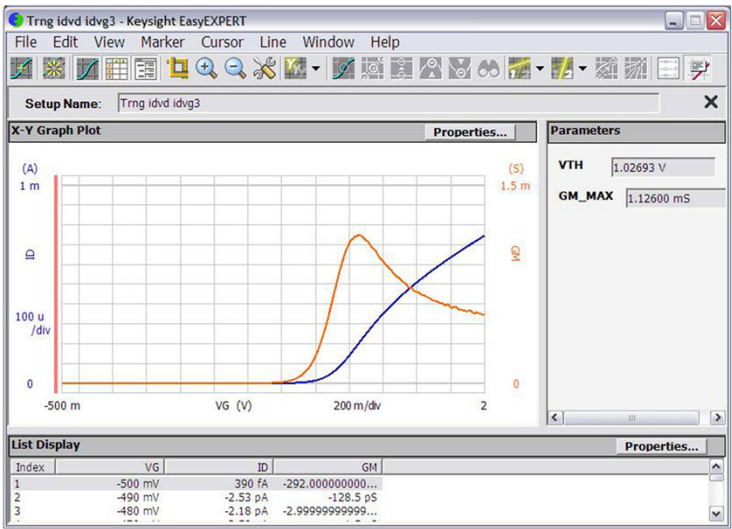 Trng idvd idvg3 - Keysight EasyEXPERT
File Edit View Marker Cursor Line Window Help
Setup Name: Trng idvd idvg3
X-Y Graph Plot Properties...
(A) (S)
1 m 1.5 m
ID GM
100 u
/div
0 0
-500 m VG (V) 200 m/div 2
Parameters
VTH 1.02693 V
GM_MAX 1.12600 mS
List Display Properties...
Index VG ID GM
1 -500 mV 390 fA -292.000000000...
2 -490 mV -2.53 pA -128.5 pS
3 -480 mV -2.18 pA -2.99999999999...